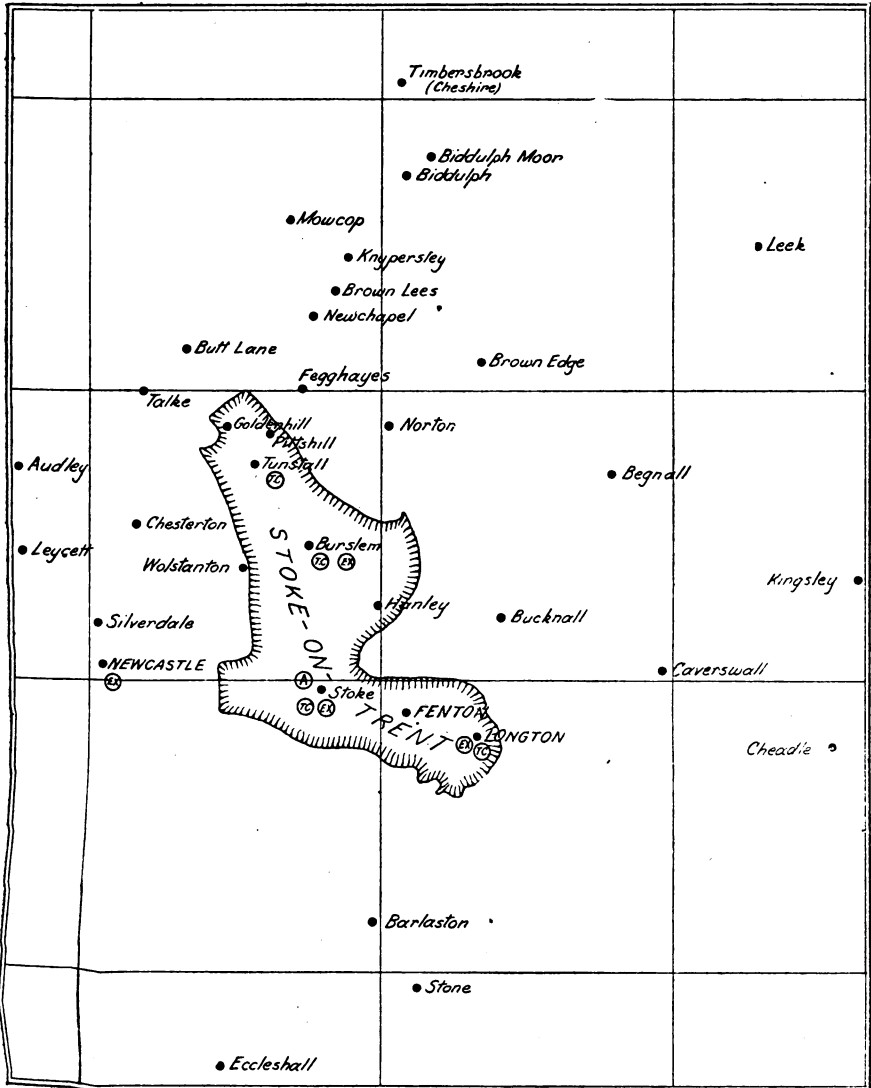 Timbersbrook
(Cheshire)
Biddulph Moor
Biddulph
Mowcop
Leek
Knypersley
Brown Lees
Newchapel
Butt Lane
Brown Edge
Fegghayes
Talke
Goldenhill
Norton
Pittshill
Tunstall
Audley
TC
Begnall
Chesterton
Burslem
Leycett
TC EX
Wolstanton
Kingsley
Hanley
Silverdale
Bucknall
STOKE-ON-TRENT
NEWCASTLE
EX
Caverswall
A
Stoke
TC EX
FENTON
LONGTON
EX TC
Cheadie
Barlaston
Stone
Eccleshall